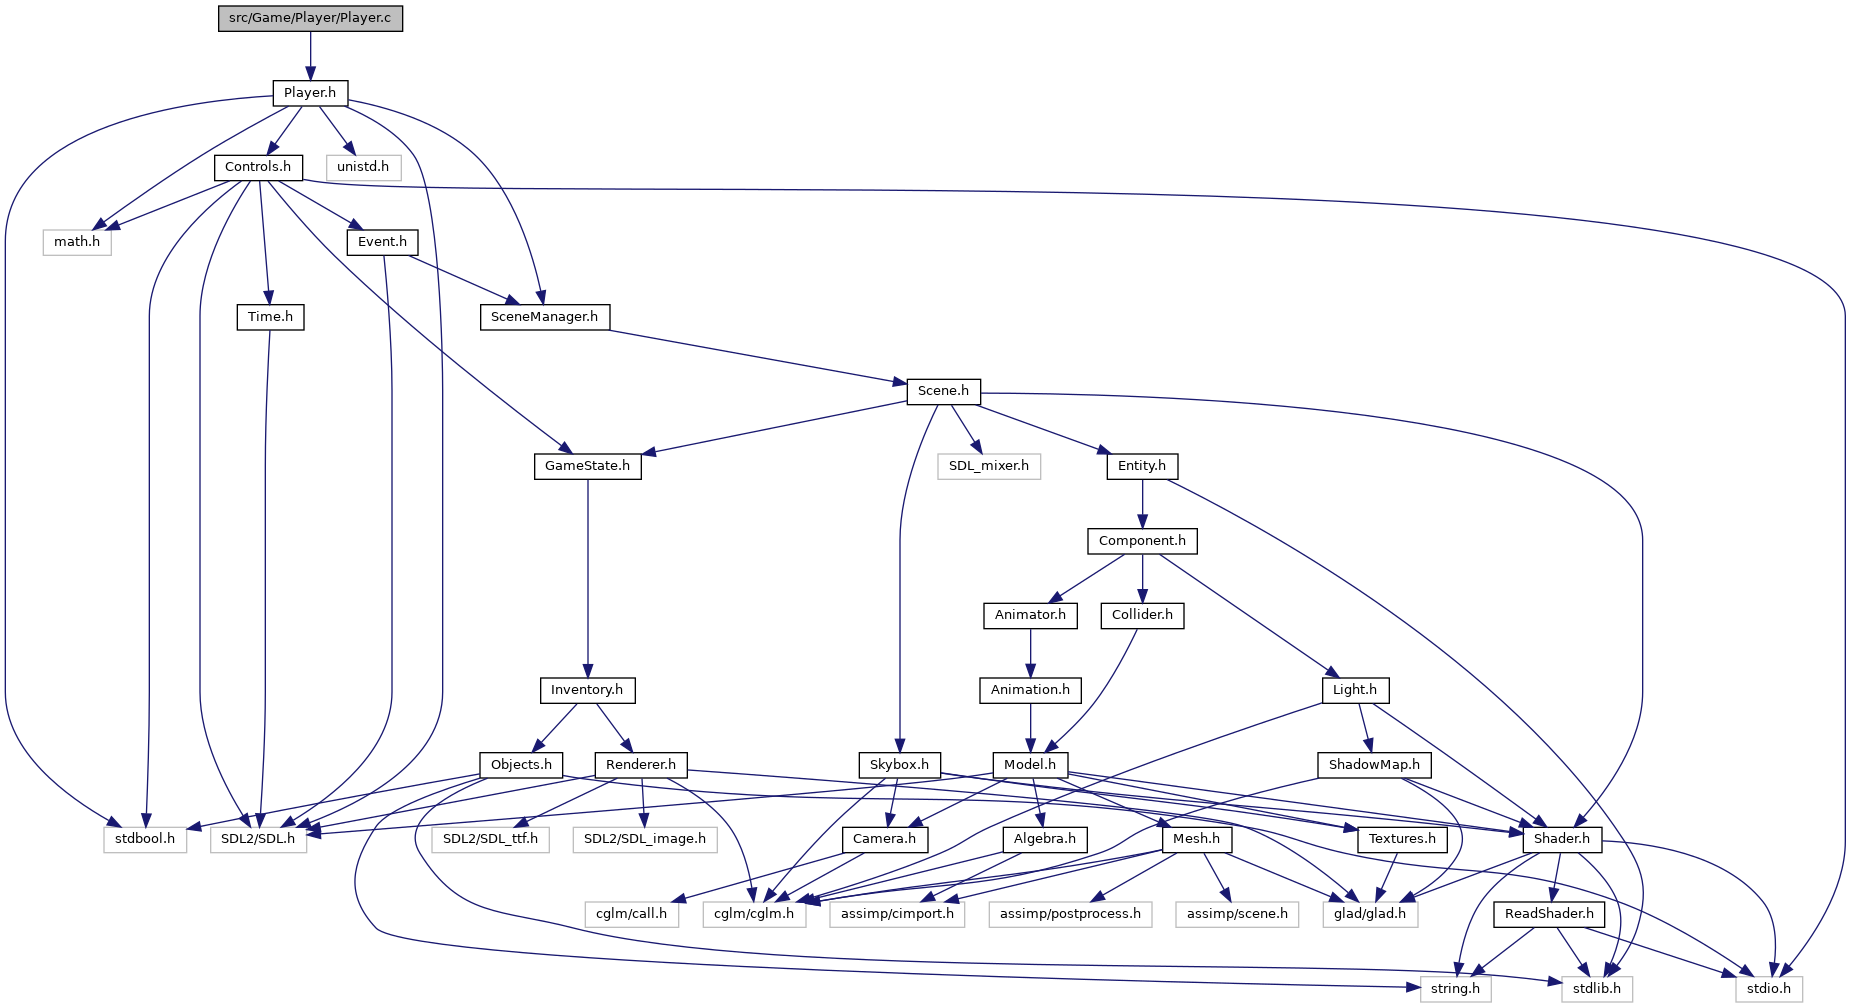 src/Game/Player/Player.c
Player.h
Controls.h
unistd.h
math.h
Event.h
Time.h
SceneManager.h
Scene.h
GameState.h
SDL_mixer.h
Entity.h
Component.h
Animator.h
Collider.h
Inventory.h
Animation.h
Light.h
Objects.h
Renderer.h
Skybox.h
Model.h
ShadowMap.h
stdbool.h
SDL2/SDL.h
SDL2/SDL_ttf.h
SDL2/SDL_image.h
Camera.h
Algebra.h
Mesh.h
Textures.h
Shader.h
cglm/call.h
cglm/cglm.h
assimp/cimport.h
assimp/postprocess.h
assimp/scene.h
glad/glad.h
ReadShader.h
string.h
stdlib.h
stdio.h